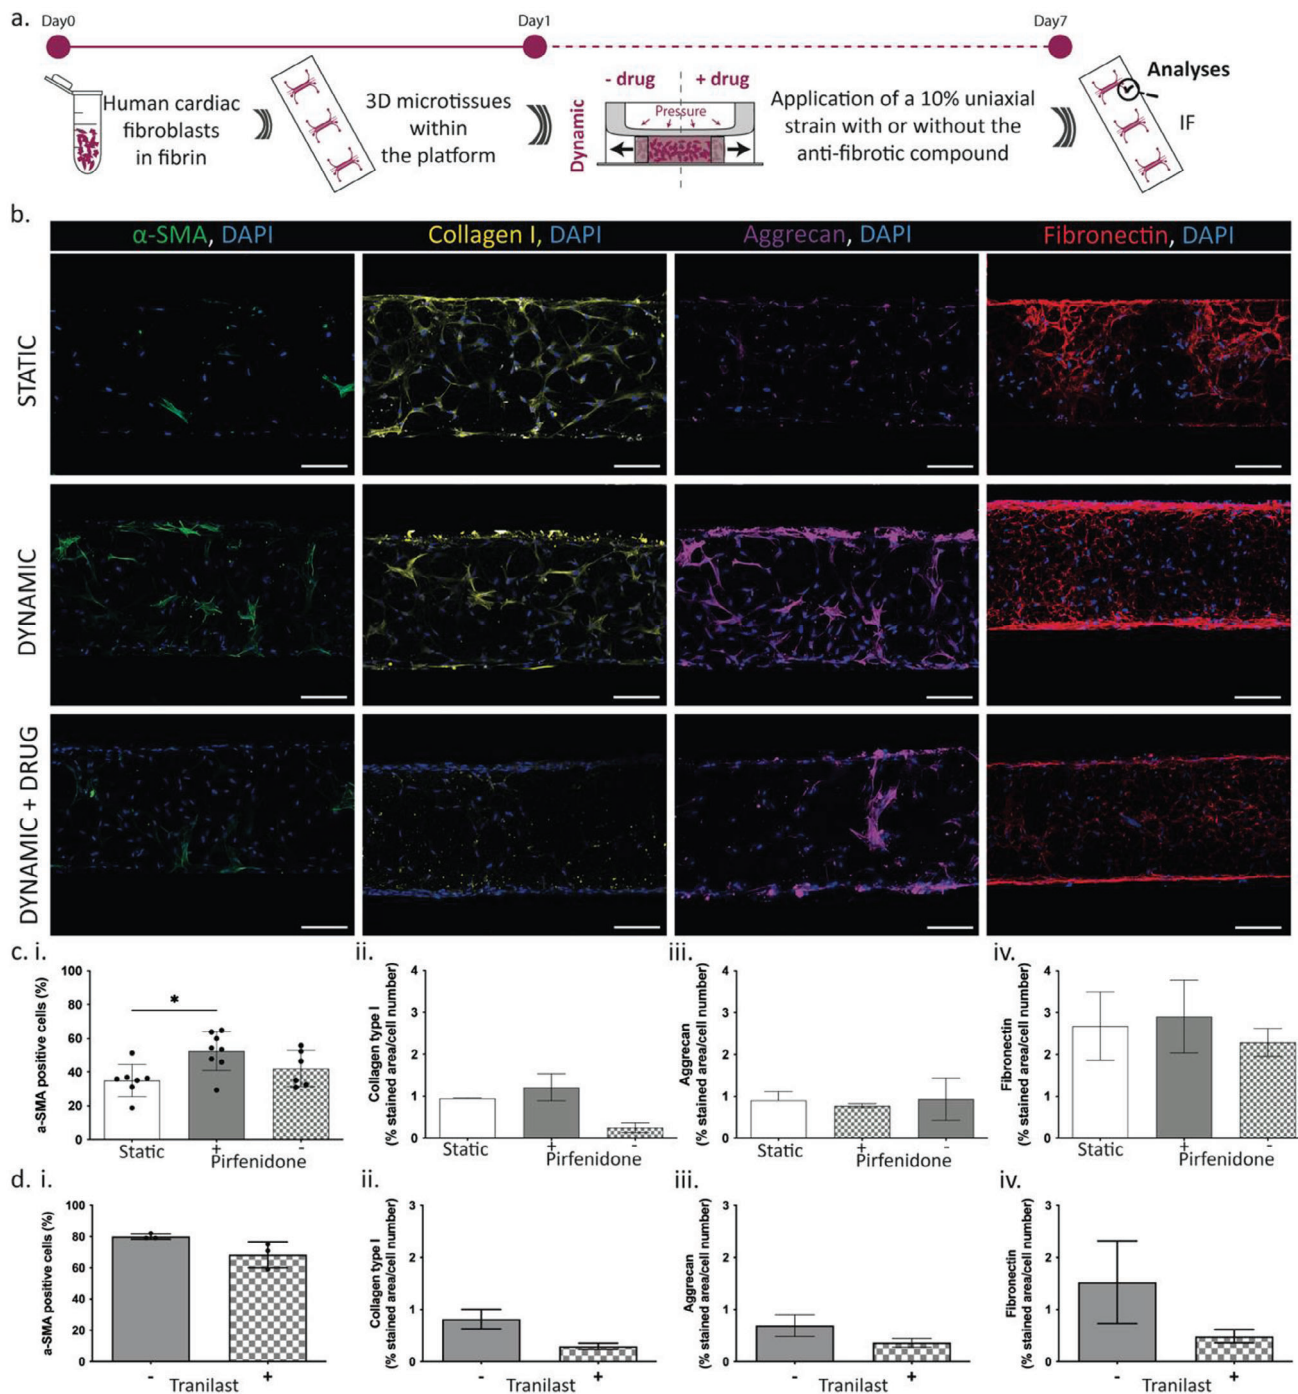 a.
Day0 Day1 Day7
Human cardiac
fibroblasts
in fibrin
3D microtissues
within
the platform
Dynamic
- drug + drug
Pressure
Application of a 10% uniaxial
strain with or without the
anti-fibrotic compound
Analyses
IF
b.
α-SMA, DAPI Collagen I, DAPI Aggrecan, DAPI Fibronectin, DAPI
STATIC
DYNAMIC
DYNAMIC + DRUG
c. i. ii. iii. iv.
a-SMA positive cells (%)
100
80
60
40
20
0
*
Static + -
Pirfenidone
Collagen type I
(% stained area/cell number)
4
3
2
1
0
Static + -
Pirfenidone
Aggrecan
(% stained area/cell number)
4
3
2
1
0
Static + -
Pirfenidone
Fibronectin
(% stained area/cell number)
4
3
2
1
0
Static + -
Pirfenidone
d. i. ii. iii. iv.
a-SMA positive cells (%)
100
80
60
40
20
0
- +
Tranilast
Collagen type I
(% stained area/cell number)
3
2
1
0
- +
Tranilast
Aggrecan
(% stained area/cell number)
3
2
1
0
- +
Tranilast
Fibronectin
(% stained area/cell number)
3
2
1
0
- +
Tranilast